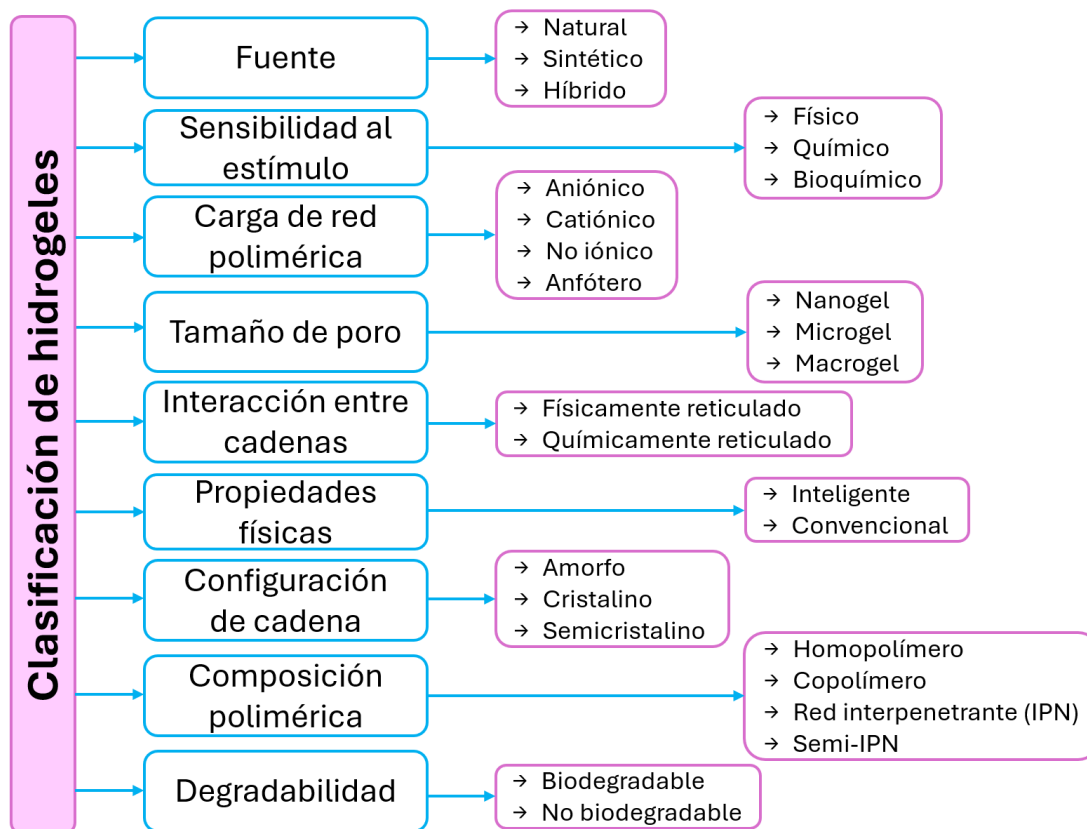 Clasificación de hidrogeles
Fuente
→ Natural
→ Sintético
→ Híbrido
Sensibilidad al
estímulo
→ Físico
→ Químico
→ Bioquímico
Carga de red
polimérica
→ Aniónico
→ Catiónico
→ No iónico
→ Anfótero
Tamaño de poro
→ Nanogel
→ Microgel
→ Macrogel
Interacción entre
cadenas
→ Físicamente reticulado
→ Químicamente reticulado
Propiedades
físicas
→ Inteligente
→ Convencional
Configuración
de cadena
→ Amorfo
→ Cristalino
→ Semicristalino
Composición
polimérica
→ Homopolímero
→ Copolímero
→ Red interpenetrante (IPN)
→ Semi-IPN
Degradabilidad
→ Biodegradable
→ No biodegradable